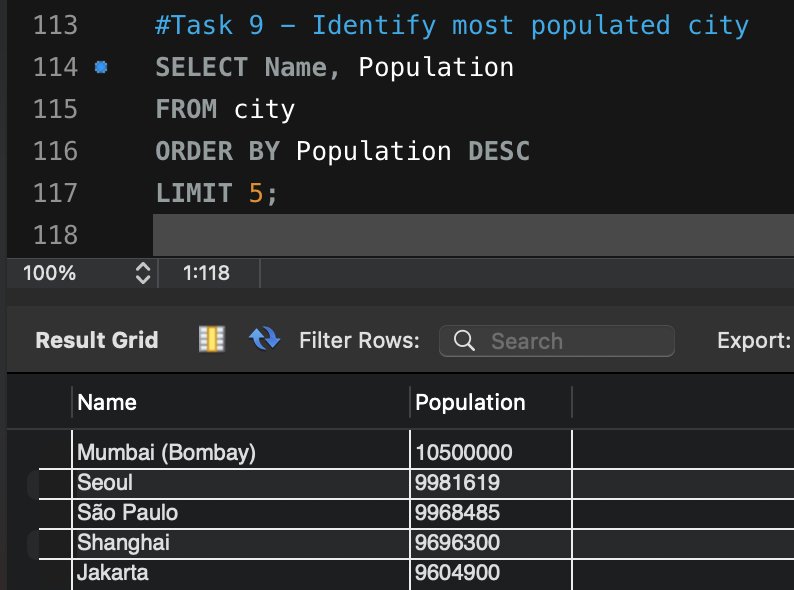 113 #Task 9 – Identify most populated city
114 SELECT Name, Population
115 FROM city
116 ORDER BY Population DESC
117 LIMIT 5;
118
100% 1:118
Result Grid Filter Rows: Search Export:
Name Population
Mumbai (Bombay) 10500000
Seoul 9981619
São Paulo 9968485
Shanghai 9696300
Jakarta 9604900